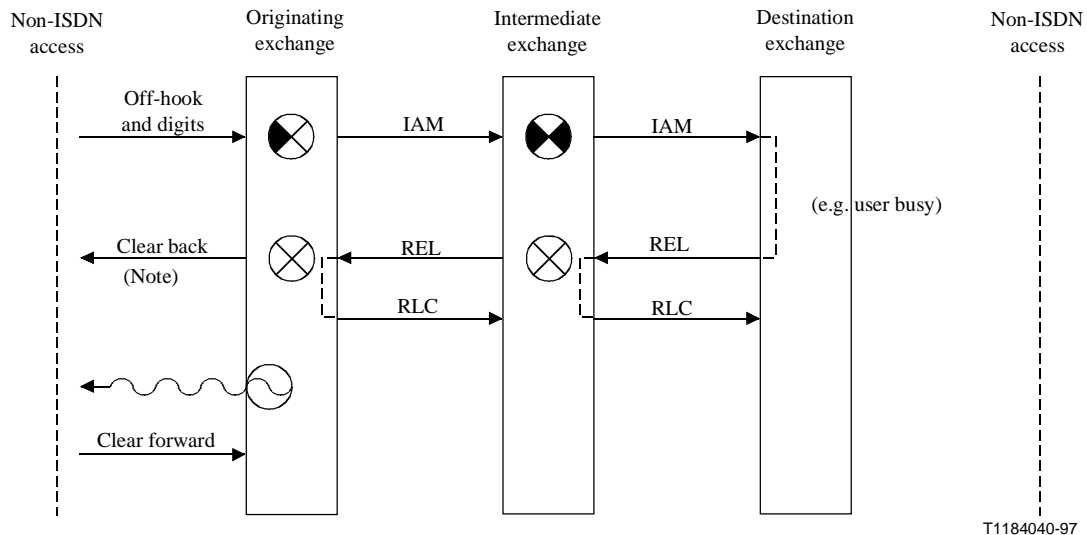 Non-ISDN
access
Originating
exchange
Intermediate
exchange
Destination
exchange
Non-ISDN
access
Off-hook
and digits
IAM
IAM
(e.g. user busy)
Clear back
(Note)
REL
REL
RLC
RLC
Clear forward
T1184040-97